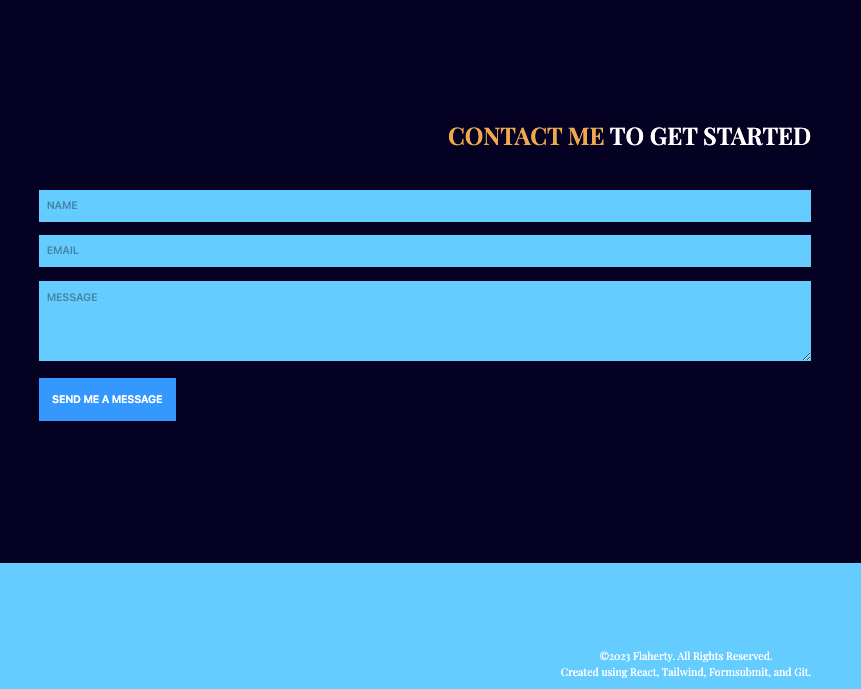 CONTACT ME TO GET STARTED
NAME
EMAIL
MESSAGE
SEND ME A MESSAGE
©2023 Flaherty. All Rights Reserved.
Created using React, Tailwind, Formsubmit, and Git.